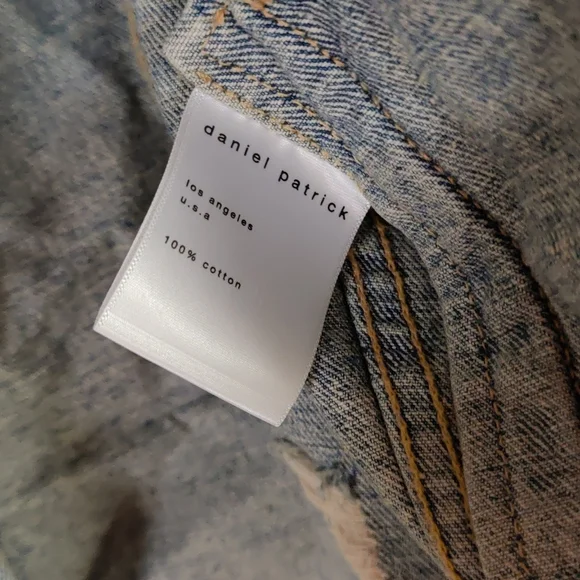 daniel patrick
los angeles
u.s.a
100% cotton